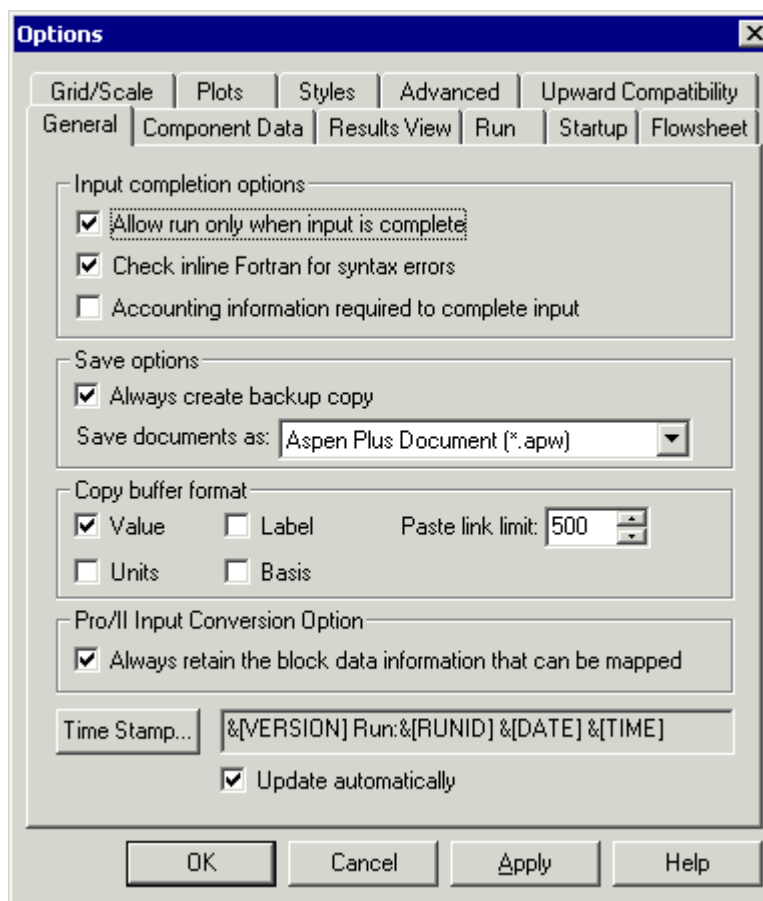 Options
Grid/Scale Plots Styles Advanced Upward Compatibility
General Component Data Results View Run Startup Flowsheet
Input completion options
Allow run only when input is complete
Check inline Fortran for syntax errors
Accounting information required to complete input
Save options
Always create backup copy
Save documents as: Aspen Plus Document (*.apw)
Copy buffer format
Value Label Paste link limit: 500
Units Basis
Pro/II Input Conversion Option
Always retain the block data information that can be mapped
Time Stamp... &[VERSION] Run:&[RUNID] &[DATE] &[TIME]
Update automatically
OK Cancel Apply Help